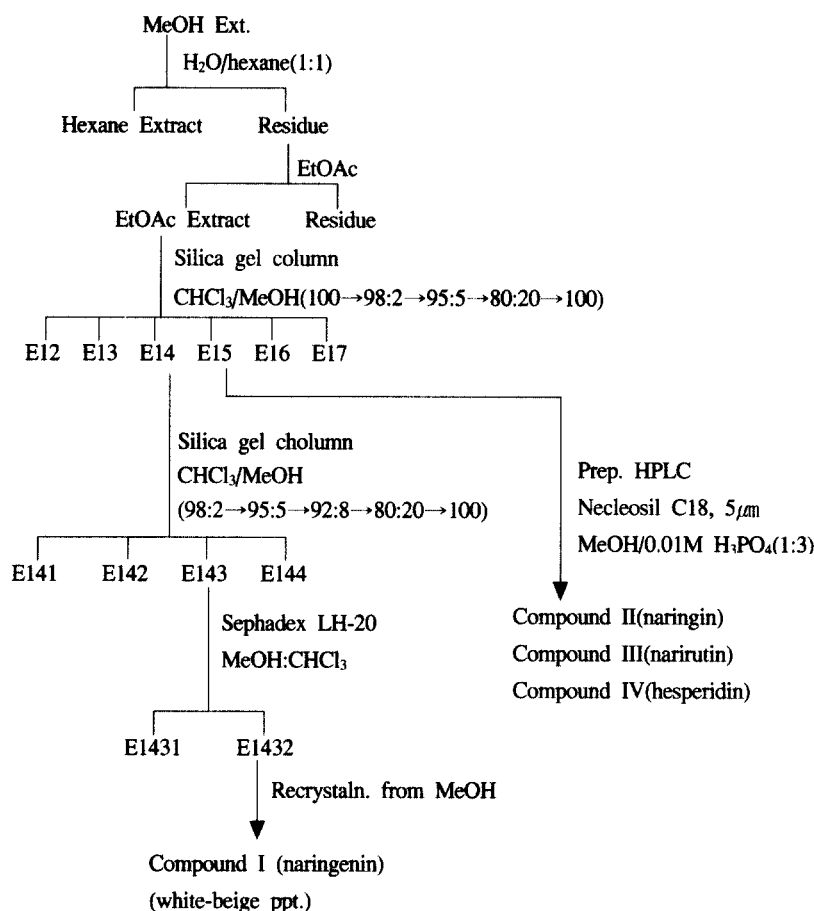 MeOH Ext.
H₂O/hexane(1:1)
Hexane Extract Residue
EtOAc
EtOAc Extract Residue
Silica gel column
CHCl₃/MeOH(100→98:2→95:5→80:20→100)
E12 E13 E14 E15 E16 E17
Silica gel cholumn
CHCl₃/MeOH
(98:2→95:5→92:8→80:20→100)
Prep. HPLC
Necleosil C18, 5㎛
MeOH/0.01M H₃PO₄(1:3)
E141 E142 E143 E144
Sephadex LH-20
MeOH:CHCl₃
Compound II(naringin)
Compound III(narirutin)
Compound IV(hesperidin)
E1431 E1432
Recrystaln. from MeOH
Compound I (naringenin)
(white-beige ppt.)